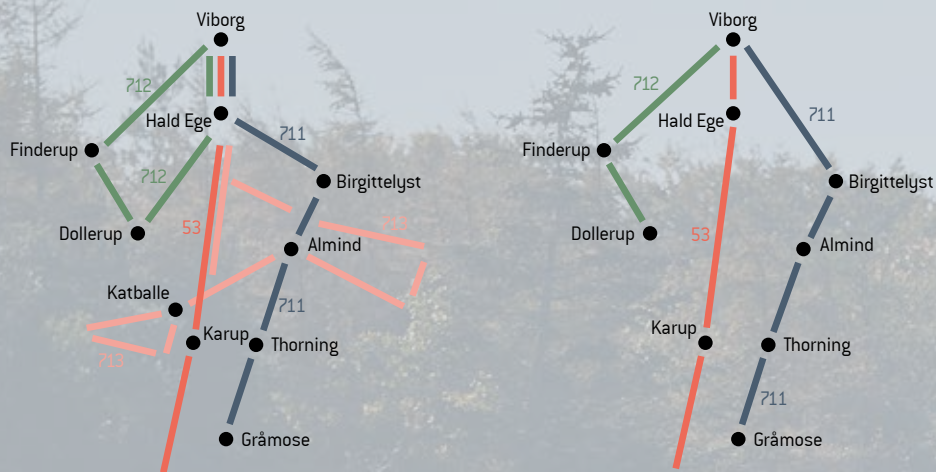 Viborg
712
Hald Ege
711
Finderup
712
Birgittelyst
Dollerup
53
713
Almind
Katballe
711
Karup
Thorning
713
Gråmose
Viborg
712
Hald Ege
711
Finderup
Birgittelyst
Dollerup
53
Almind
Karup
Thorning
711
Gråmose